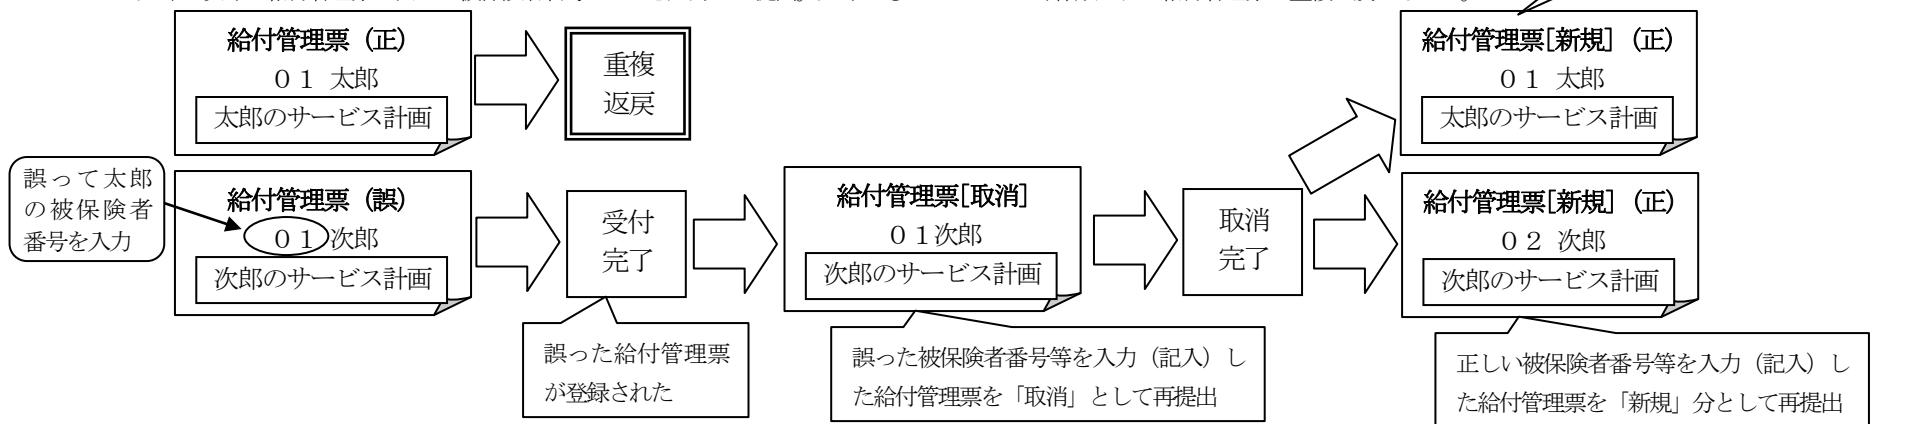 給付管理票（正）
０１ 太郎
太郎のサービス計画
重複
返戻
給付管理票[新規]（正）
０１ 太郎
太郎のサービス計画
誤って太郎
の被保険者
番号を入力
給付管理票（誤）
０１次郎
次郎のサービス計画
受付
完了
給付管理票[取消]
０１次郎
次郎のサービス計画
取消
完了
給付管理票[新規]（正）
０２ 次郎
次郎のサービス計画
誤った給付管理票
が登録された
誤った被保険者番号等を入力（記入）し
た給付管理票を「取消」として再提出
正しい被保険者番号等を入力（記入）し
た給付管理票を「新規」分として再提出